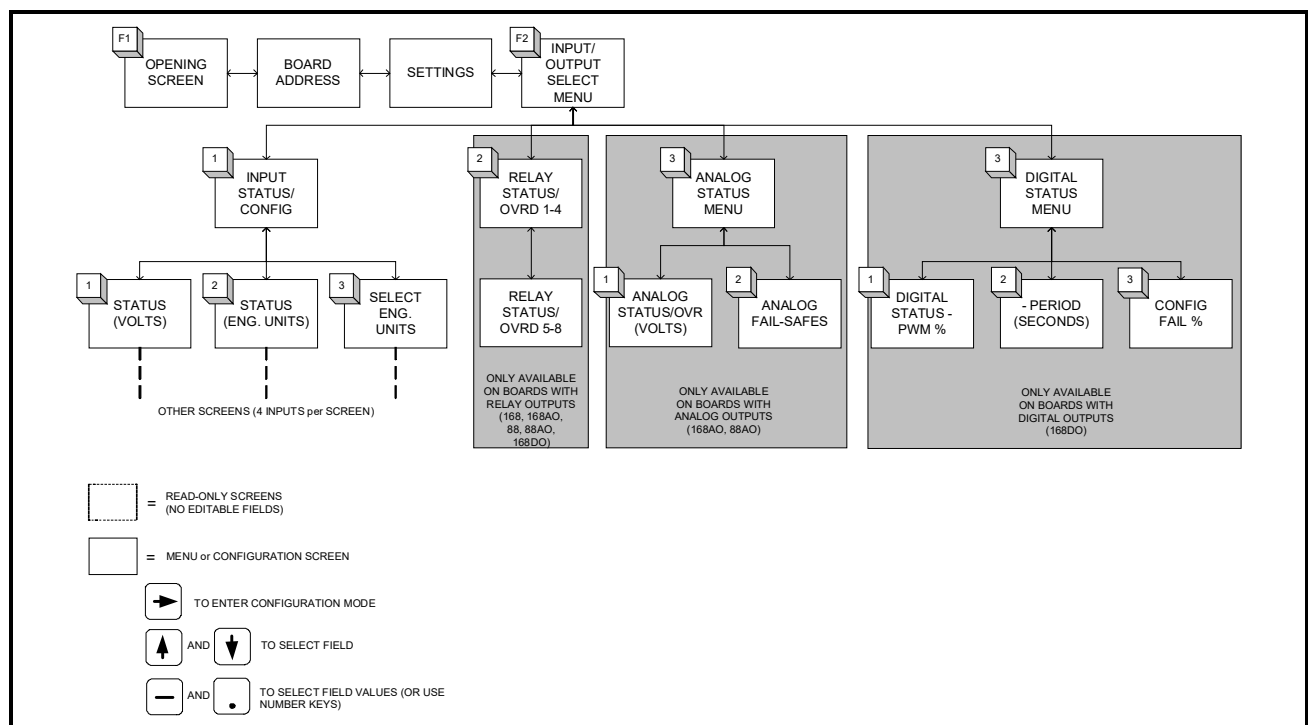 F1
OPENING
SCREEN
BOARD
ADDRESS
SETTINGS
F2
INPUT/
OUTPUT
SELECT
MENU
1
INPUT
STATUS/
CONFIG
2
RELAY
STATUS/
OVRD 1-4
3
ANALOG
STATUS
MENU
3
DIGITAL
STATUS
MENU
1
STATUS
(VOLTS)
2
STATUS
(ENG. UNITS)
3
SELECT
ENG.
UNITS
RELAY
STATUS/
OVRD 5-8
1
ANALOG
STATUS/OVR
(VOLTS)
2
ANALOG
FAIL-SAFES
1
DIGITAL
STATUS -
PWM %
2
- PERIOD
(SECONDS)
3
CONFIG
FAIL %
OTHER SCREENS (4 INPUTS per SCREEN)
ONLY AVAILABLE
ON BOARDS WITH
RELAY OUTPUTS
(168, 168AO,
88, 88AO,
168DO)
ONLY AVAILABLE
ON BOARDS WITH
ANALOG OUTPUTS
(168AO, 88AO)
ONLY AVAILABLE
ON BOARDS WITH
DIGITAL OUTPUTS
(168DO)
= READ-ONLY SCREENS
(NO EDITABLE FIELDS)
= MENU or CONFIGURATION SCREEN
TO ENTER CONFIGURATION MODE
AND TO SELECT FIELD
AND TO SELECT FIELD VALUES (OR USE
NUMBER KEYS)